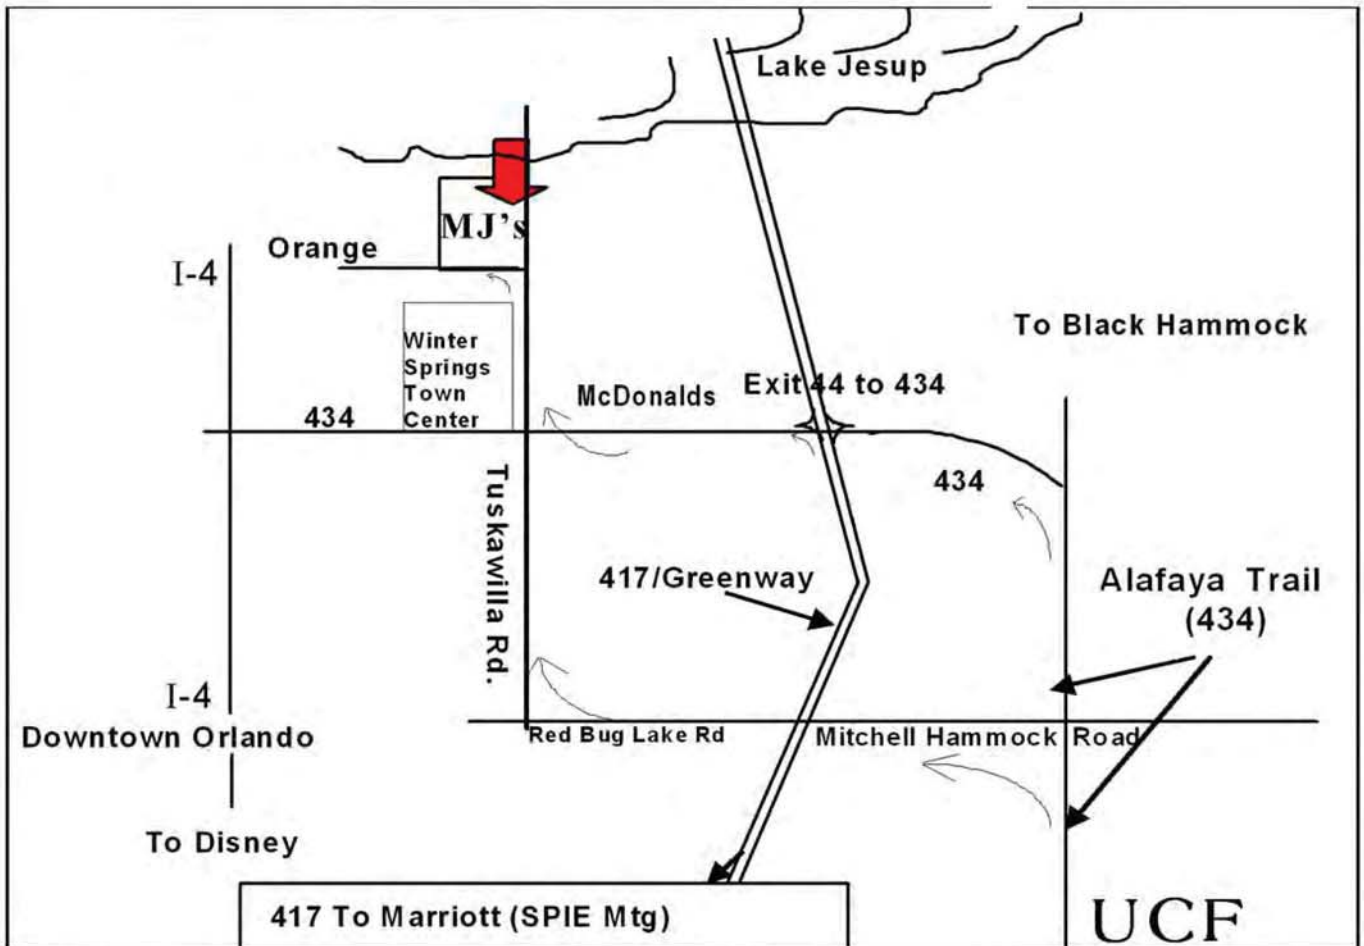 Lake Jesup
MJ's
Orange
I-4
To Black Hammock
Winter
Springs
Town
Center
McDonalds
Exit 44 to 434
434
434
Tuskawilla Rd.
417/Greenway
Alafaya Trail
(434)
I-4
Downtown Orlando
Red Bug Lake Rd
Mitchell Hammock Road
To Disney
417 To Marriott (SPIE Mtg)
UCF